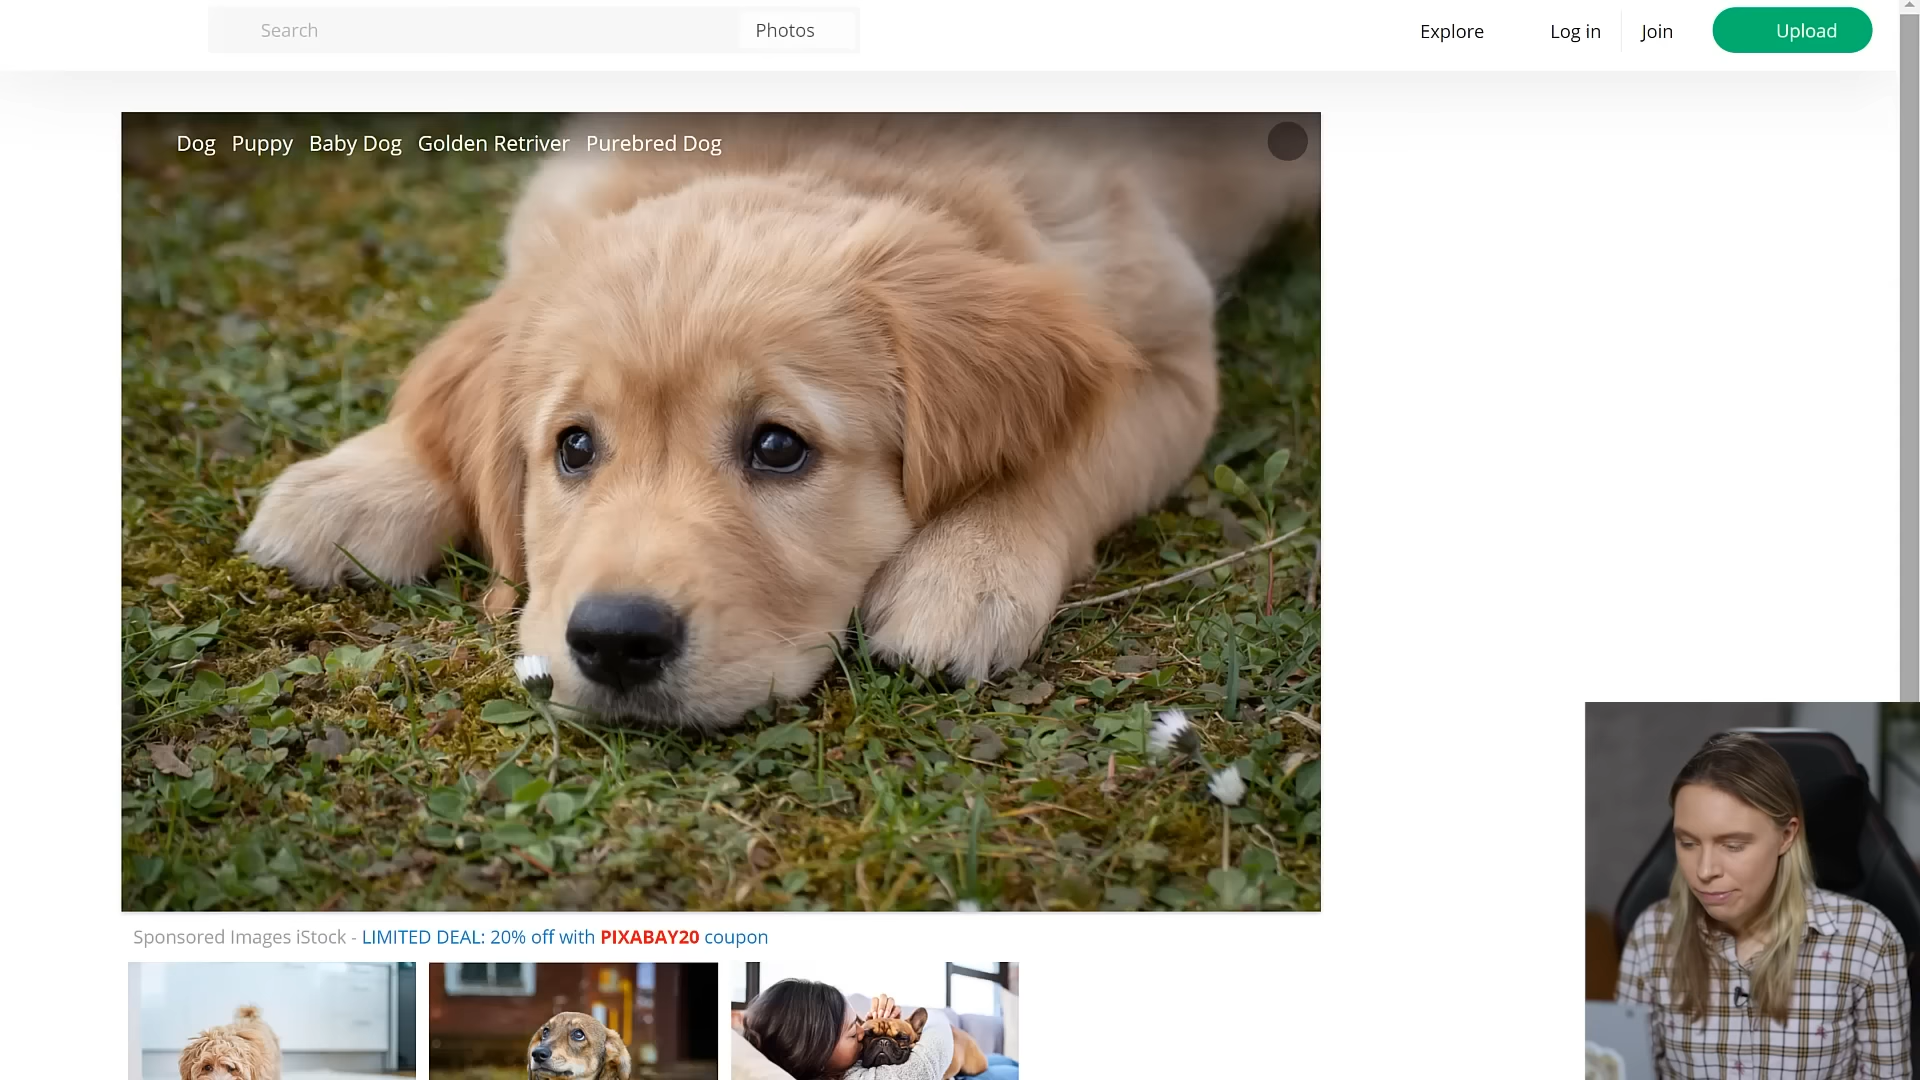 Search Photos Explore Log in Join Upload
Dog Puppy Baby Dog Golden Retriver Purebred Dog
Sponsored Images iStock - LIMITED DEAL: 20% off with PIXABAY20 coupon